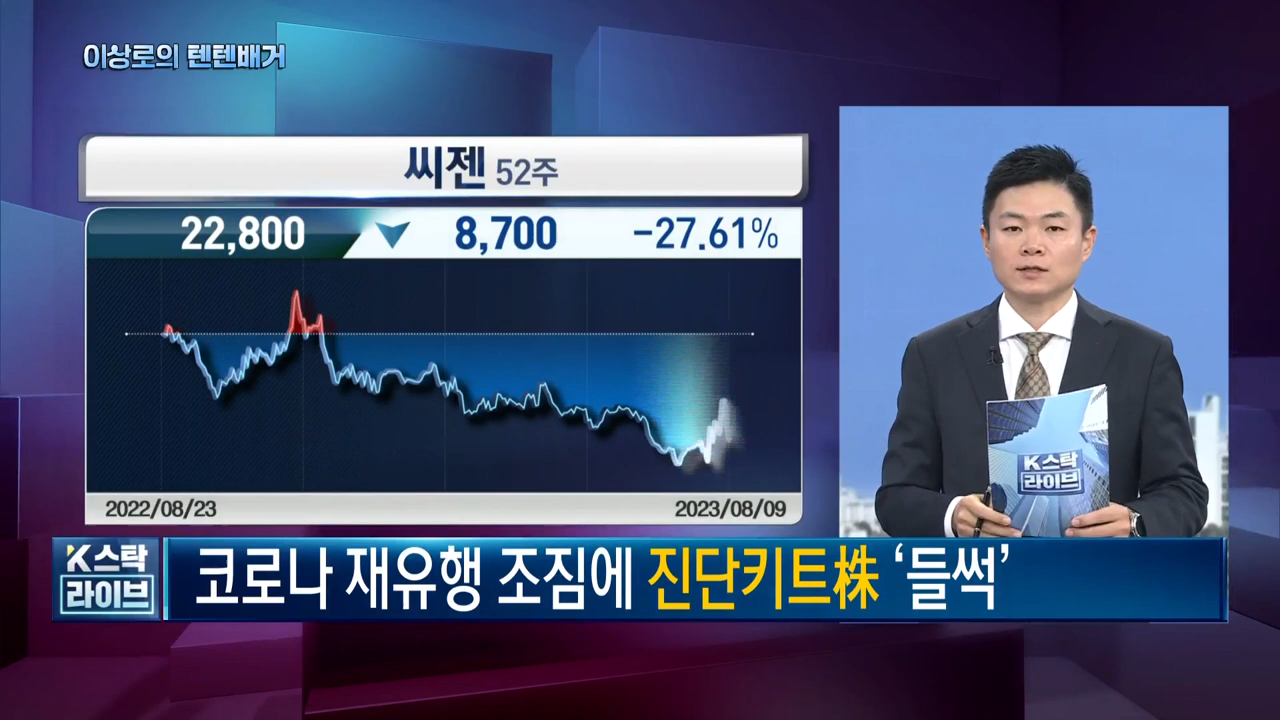 이상로의 텐텐배거
씨젠 52주
22,800 ▼ 8,700 -27.61%
2022/08/23 2023/08/09
K스탁
라이브
K스탁
라이브
코로나 재유행 조짐에 진단키트株 ‘들썩’